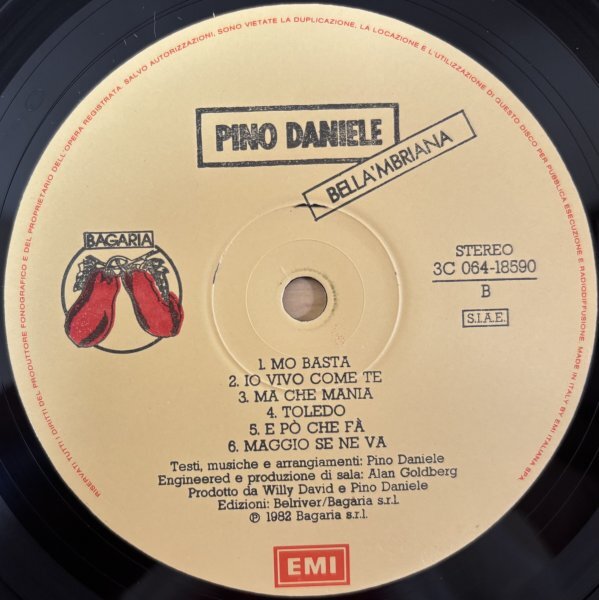 RISERVATI TUTTI I DIRITTI DEL PRODUTTORE FONOGRAFICO E DEL PROPRIETARIO DELL'OPERA REGISTRATA. SALVO AUTORIZZAZIONI, SONO VIETATE LA DUPLICAZIONE, LA LOCAZIONE E L'UTILIZZAZIONE DI QUESTO DISCO PER PUBBLICA ESECUZIONE E RADIODIFFUSIONE. MADE IN ITALY BY EMI ITALIANA SPA
PINO DANIELE
BELLA 'MBRIANA
BAGARIA
STEREO
3C 064-18590
B
S.I.A.E.
1. MO BASTA
2. IO VIVO COME TE
3. MA CHE MANIA
4. TOLEDO
5. E PÒ CHE FÀ
6. MAGGIO SE NE VA
Testi, musiche e arrangiamenti: Pino Daniele
Engineered e produzione di sala: Alan Goldberg
Prodotto da Willy David e Pino Daniele
Edizioni: Belriver/Bagaria s.r.l.
℗ 1982 Bagaria s.r.l.
EMI